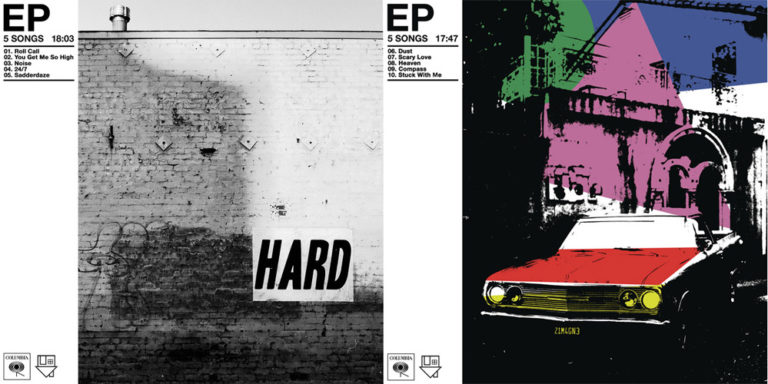 EP
5 SONGS 18:03
01. Roll Call
02. You Get Me So High
03. Noise
04. 24/7
05. Sadderdaze
HARD
COLUMBIA
EP
5 SONGS 17:47
06. Dust
07. Scary Love
08. Heaven
09. Compass
10. Stuck With Me
COLUMBIA